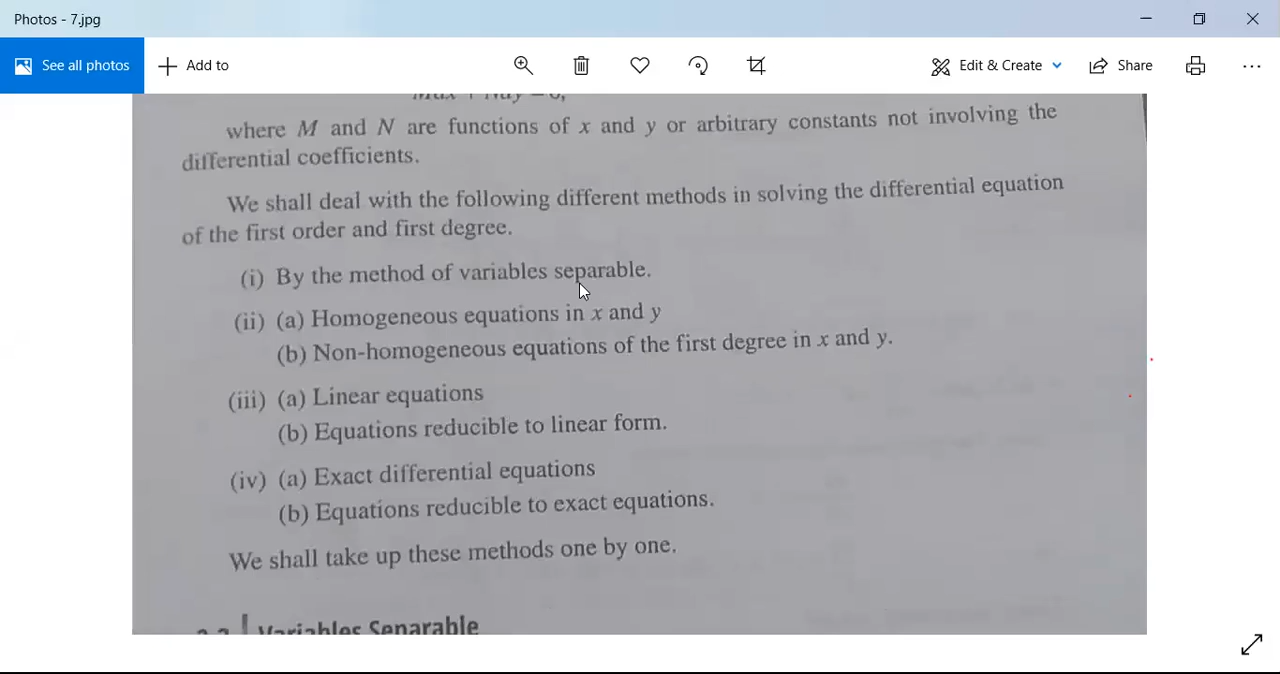 Photos - 7.jpg
See all photos
Add to
Edit & Create
Share
where M and N are functions of x and y or arbitrary constants not involving the
differential coefficients.
We shall deal with the following different methods in solving the differential equation
of the first order and first degree.
(i) By the method of variables separable.
(ii) (a) Homogeneous equations in x and y
(b) Non-homogeneous equations of the first degree in x and y.
(iii) (a) Linear equations
(b) Equations reducible to linear form.
(iv) (a) Exact differential equations
(b) Equations reducible to exact equations.
We shall take up these methods one by one.
Variables Separable